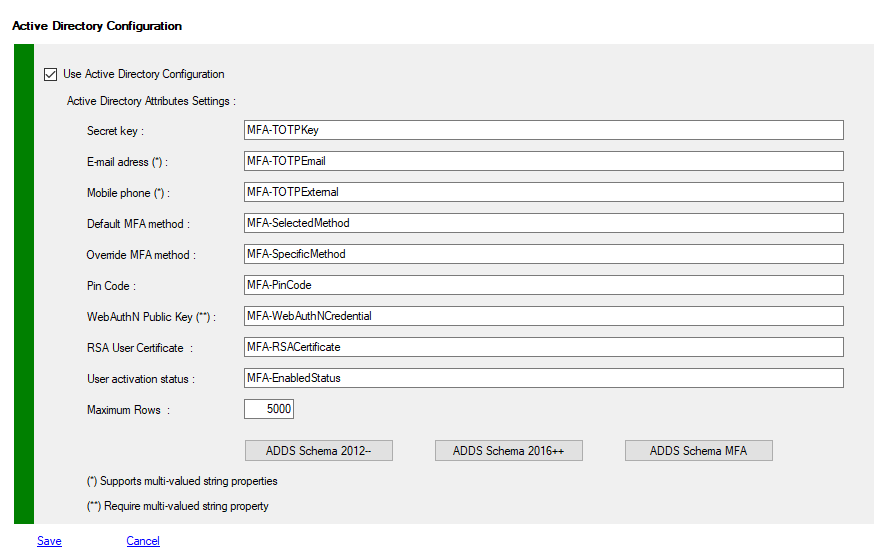 Active Directory Configuration
Use Active Directory Configuration
Active Directory Attributes Settings :
Secret key : MFA-TOTPKey
E-mail adress (*) : MFA-TOTPEmail
Mobile phone (*) : MFA-TOTPExternal
Default MFA method : MFA-SelectedMethod
Override MFA method : MFA-SpecificMethod
Pin Code : MFA-PinCode
WebAuthN Public Key (**) : MFA-WebAuthNCredential
RSA User Certificate : MFA-RSACertificate
User activation status : MFA-EnabledStatus
Maximum Rows : 5000
ADDS Schema 2012-- ADDS Schema 2016++ ADDS Schema MFA
(*) Supports multi-valued string properties
(**) Require multi-valued string property
Save Cancel